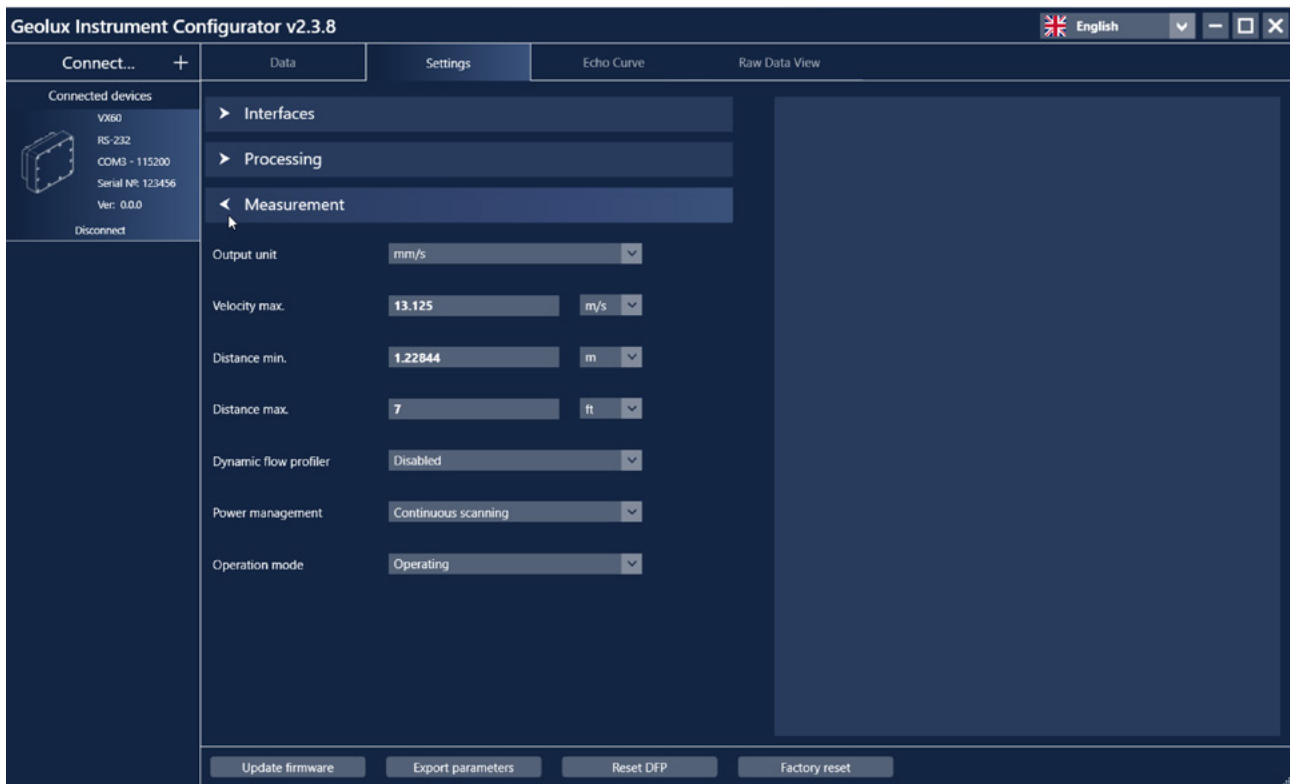 Geolux Instrument Configurator v2.3.8
English
Connect... +
Data
Settings
Echo Curve
Raw Data View
Connected devices
VX60
RS-232
COM3 - 115200
Serial Nº: 123456
Ver: 0.0.0
Disconnect
Interfaces
Processing
Measurement
Output unit mm/s
Velocity max. 13.125 m/s
Distance min. 1.22844 m
Distance max. 7 ft
Dynamic flow profiler Disabled
Power management Continuous scanning
Operation mode Operating
Update firmware
Export parameters
Reset DFP
Factory reset